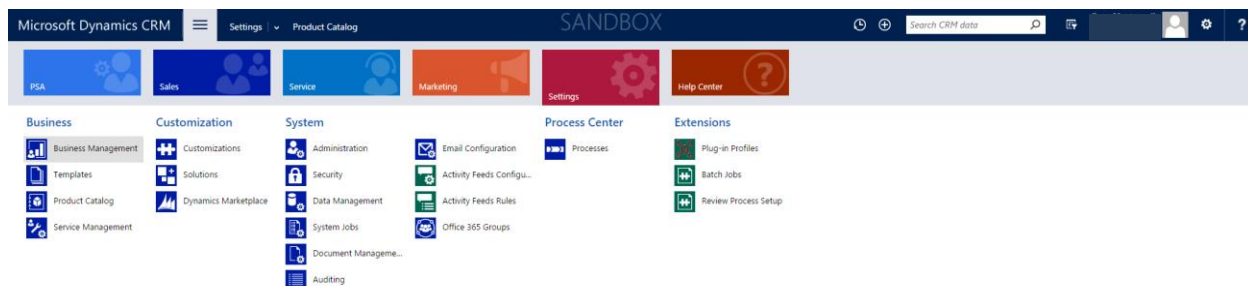 Microsoft Dynamics CRM Settings Product Catalog SANDBOX Search CRM data ?
PSA Sales Service Marketing Settings Help Center ?
Business Customization System Process Center Extensions
Business Management Customizations Administration Email Configuration Processes Plug-in Profiles
Templates Solutions Security Activity Feeds Configu... Batch Jobs
Product Catalog Dynamics Marketplace Data Management Activity Feeds Rules Review Process Setup
Service Management System Jobs Office 365 Groups
Document Manageme...
Auditing